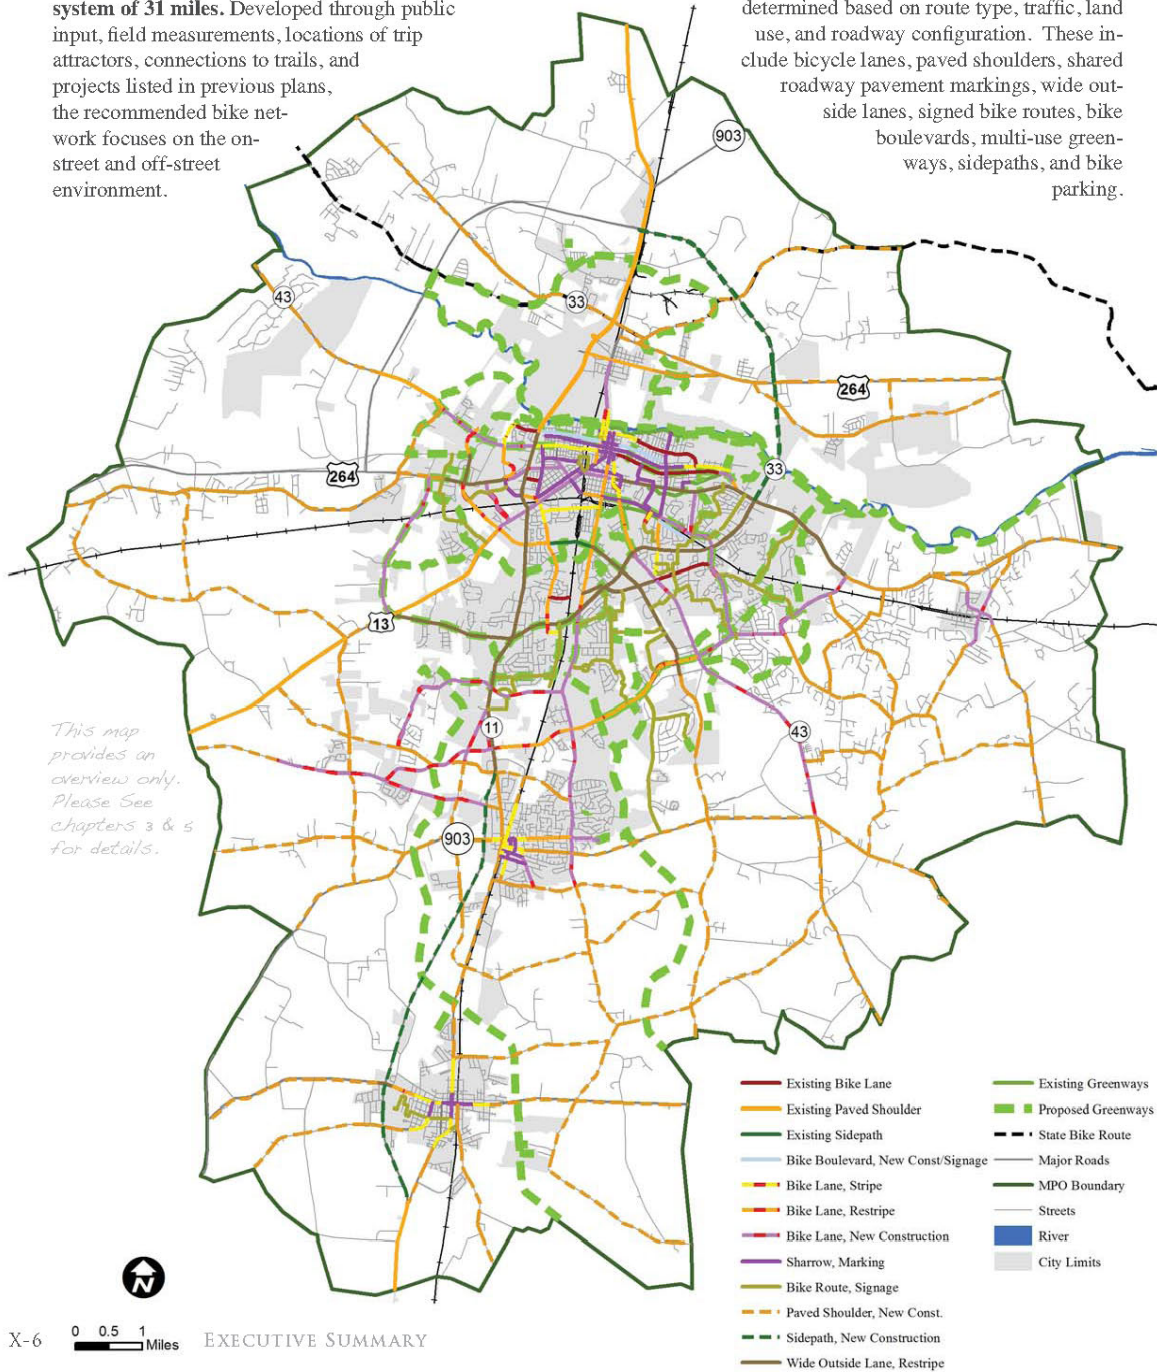 system of 31 miles. Developed through public
input, field measurements, locations of trip
attractors, connections to trails, and
projects listed in previous plans,
the recommended bike net-
work focuses on the on-
street and off-street
environment.
determined based on route type, traffic, land
use, and roadway configuration. These in-
clude bicycle lanes, paved shoulders, shared
roadway pavement markings, wide out-
side lanes, signed bike routes, bike
boulevards, multi-use green-
ways, sidepaths, and bike
parking.
903
43
33
264
264
33
13
11
43
903
This map
provides an
overview only.
Please See
chapters 3 & 5
for details.
Existing Bike Lane
Existing Paved Shoulder
Existing Sidepath
Bike Boulevard, New Const/Signage
Bike Lane, Stripe
Bike Lane, Restripe
Bike Lane, New Construction
Sharrow, Marking
Bike Route, Signage
Paved Shoulder, New Const.
Sidepath, New Construction
Wide Outside Lane, Restripe
Existing Greenways
Proposed Greenways
State Bike Route
Major Roads
MPO Boundary
Streets
River
City Limits
N
0 0.5 1
Miles
X-6 EXECUTIVE SUMMARY